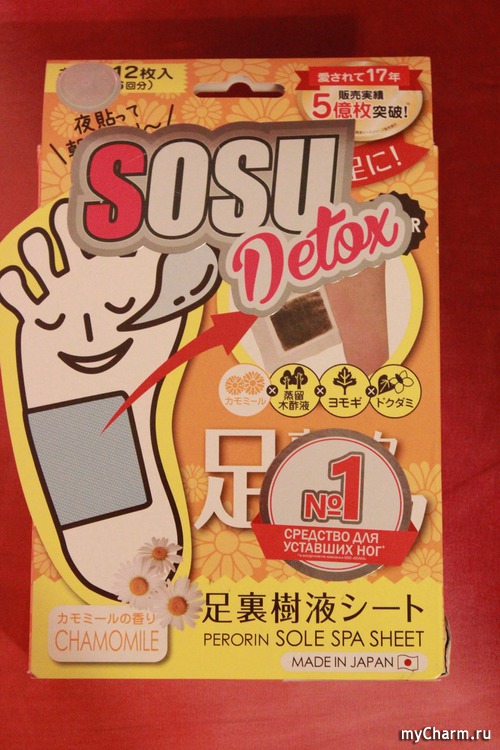 12枚入
愛されて17年
販売実績
5億枚突破!
夜貼って
足に!
SOSU
Detox
カモミール
蒸留
木酢液
ヨモギ
ドクダミ
足
№1
СРЕДСТВО ДЛЯ
УСТАВШИХ НОГ*
カモミールの香り
CHAMOMILE
足裏樹液シート
PERORIN SOLE SPA SHEET
MADE IN JAPAN
myCharm.ru